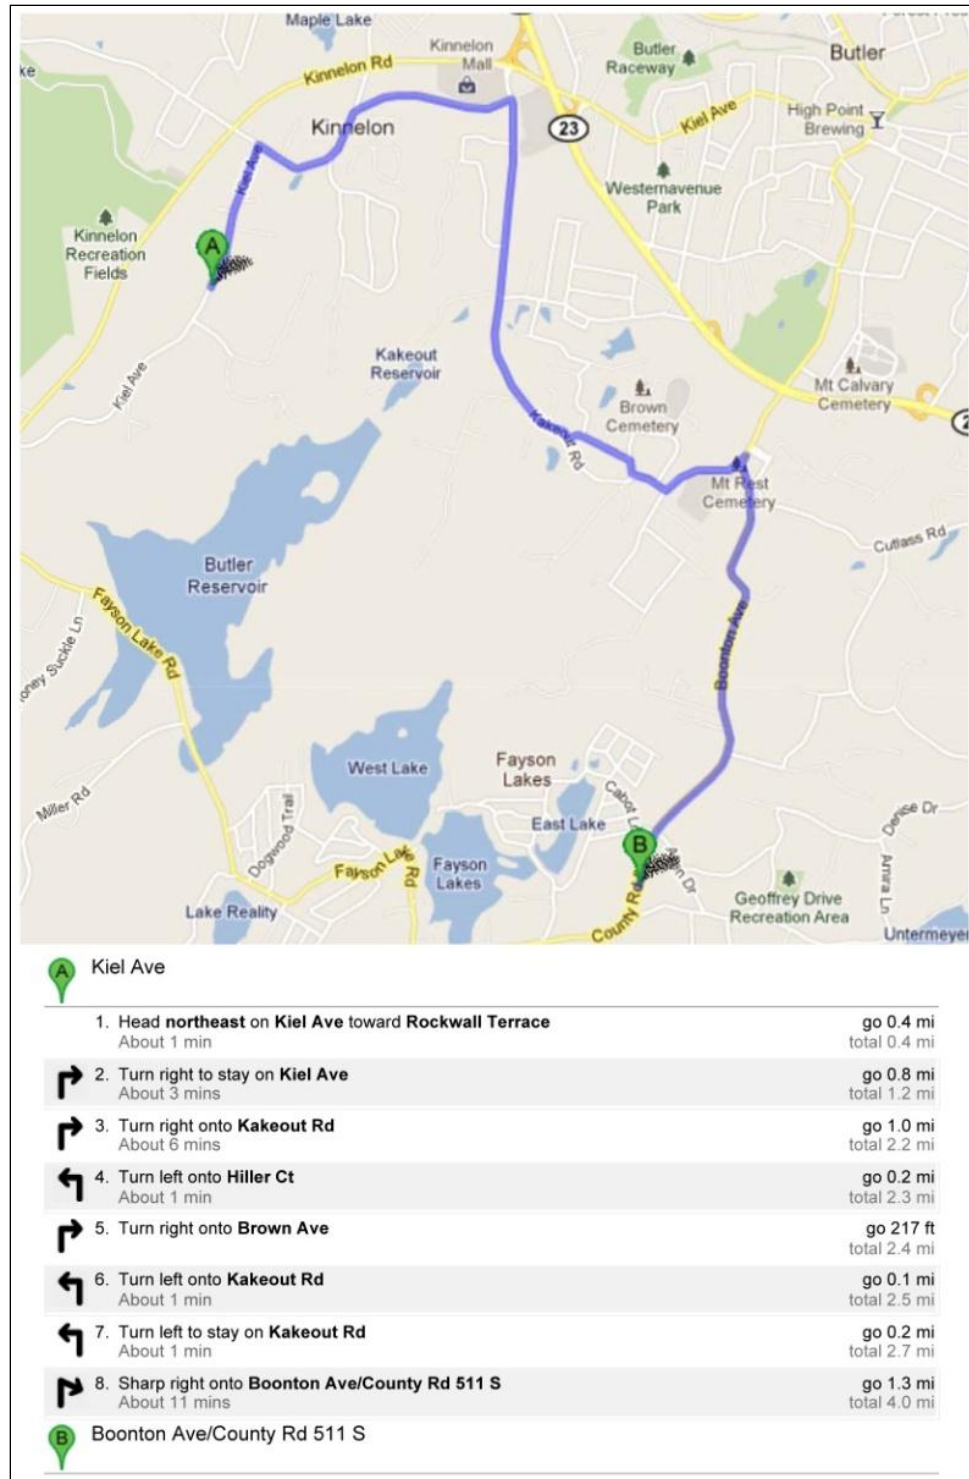 Maple Lake
Kinnelon
Mall
Butler
Raceway
Butler
ke
Kinnelon Rd
Kinnelon
23
Kiel Ave
High Point
Brewing
Kiel Ave
Westernavenue
Park
Kinnelon
Recreation
Fields
A
Kakeout
Reservoir
Kiel Ave
Brown
Cemetery
Mt Calvary
Cemetery
Kakeout Rd
Mt Rest
Cemetery
Cutlass Rd
Butler
Reservoir
Fayson Lake Rd
oney Suckle Ln
Boonton Ave
West Lake
Fayson
Lakes
Miller Rd
Dogwood Trail
East Lake
Denise Dr
B
Fayson Lake Rd
Fayson
Lakes
Amira Ln
Geoffrey Drive
Recreation Area
County Rd
Lake Reality
Untermeyer
A Kiel Ave
1. Head northeast on Kiel Ave toward Rockwall Terrace go 0.4 mi
About 1 min total 0.4 mi
2. Turn right to stay on Kiel Ave go 0.8 mi
About 3 mins total 1.2 mi
3. Turn right onto Kakeout Rd go 1.0 mi
About 6 mins total 2.2 mi
4. Turn left onto Hiller Ct go 0.2 mi
About 1 min total 2.3 mi
5. Turn right onto Brown Ave go 217 ft
total 2.4 mi
6. Turn left onto Kakeout Rd go 0.1 mi
About 1 min total 2.5 mi
7. Turn left to stay on Kakeout Rd go 0.2 mi
About 1 min total 2.7 mi
8. Sharp right onto Boonton Ave/County Rd 511 S go 1.3 mi
About 11 mins total 4.0 mi
B Boonton Ave/County Rd 511 S